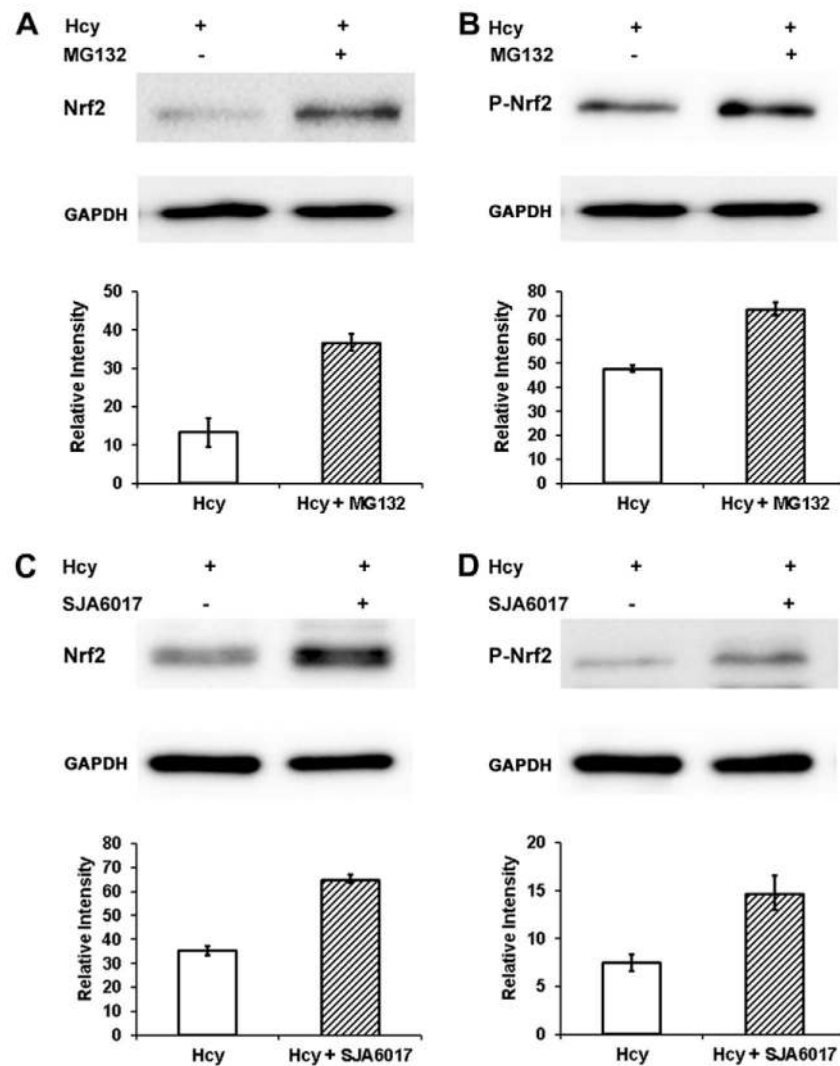 A
Hcy + +
MG132 - +
Nrf2
GAPDH
Relative Intensity
50
40
30
20
10
0
Hcy Hcy + MG132
B
Hcy + +
MG132 - +
P-Nrf2
GAPDH
Relative Intensity
80
70
60
50
40
30
20
10
0
Hcy Hcy + MG132
C
Hcy + +
SJA6017 - +
Nrf2
GAPDH
Relative Intensity
80
70
60
50
40
30
20
10
0
Hcy Hcy + SJA6017
D
Hcy + +
SJA6017 - +
P-Nrf2
GAPDH
Relative Intensity
20
15
10
5
0
Hcy Hcy + SJA6017